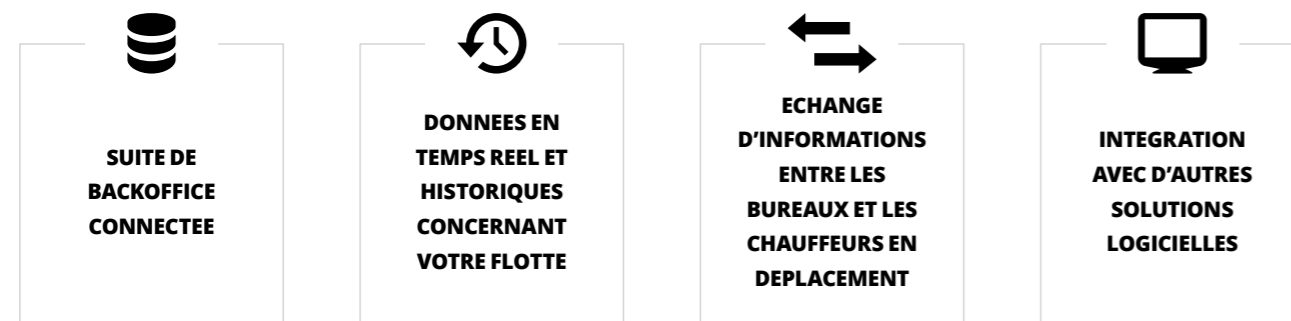 SUITE DE
BACKOFFICE
CONNECTEE
DONNEES EN
TEMPS REEL ET
HISTORIQUES
CONCERNANT
VOTRE FLOTTE
ECHANGE
D’INFORMATIONS
ENTRE LES
BUREAUX ET LES
CHAUFFEURS EN
DEPLACEMENT
INTEGRATION
AVEC D’AUTRES
SOLUTIONS
LOGICIELLES